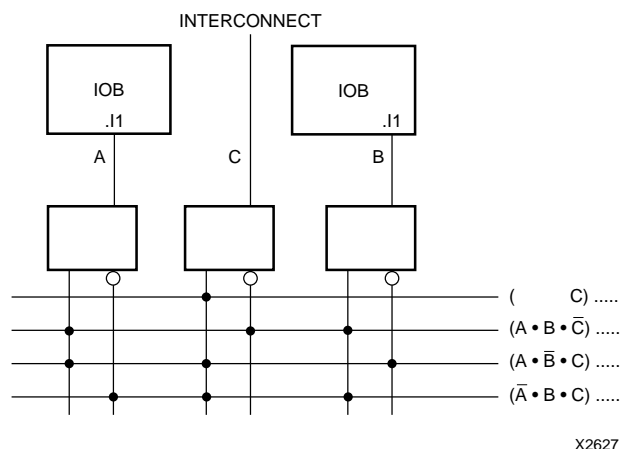 INTERCONNECT
IOB
.I1
IOB
.I1
A
C
B
( C) .....
(A • B • C̅) .....
(A • B̅ • C) .....
(A̅ • B • C) .....
X2627